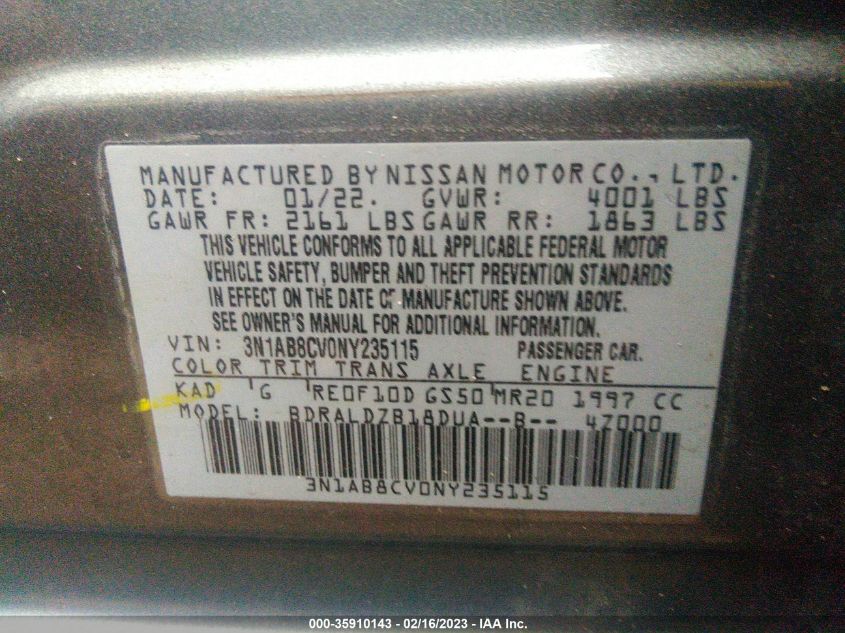 MANUFACTURED BY NISSAN MOTOR CO., LTD.
DATE: 01/22. GVWR: 4001 LBS
GAWR FR: 2161 LBS GAWR RR: 1863 LBS
THIS VEHICLE CONFORMS TO ALL APPLICABLE FEDERAL MOTOR
VEHICLE SAFETY, BUMPER AND THEFT PREVENTION STANDARDS
IN EFFECT ON THE DATE OF MANUFACTURE SHOWN ABOVE.
SEE OWNER'S MANUAL FOR ADDITIONAL INFORMATION.
VIN: 3N1AB8CV0NY235115 PASSENGER CAR.
COLOR TRIM TRANS AXLE ENGINE
KAD G RE0F10D GS50 MR20 1997 CC
MODEL: BDRALDZB18DUA--B-- 4Z000
3N1AB8CV0NY235115
000-35910143 - 02/16/2023 - IAA Inc.